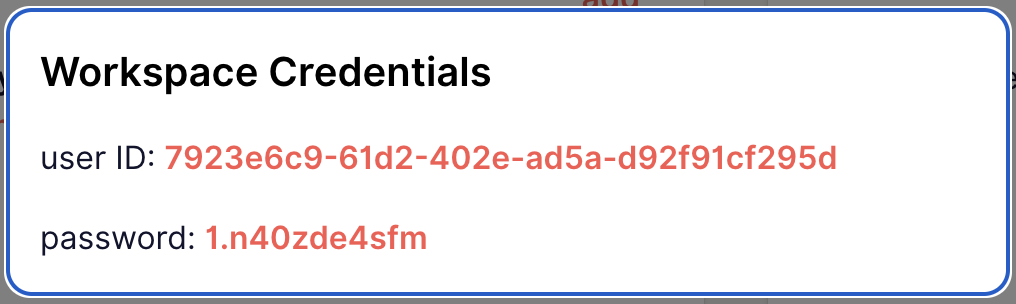 Workspace Credentials
user ID: 7923e6c9-61d2-402e-ad5a-d92f91cf295d
password: 1.n40zde4sfm